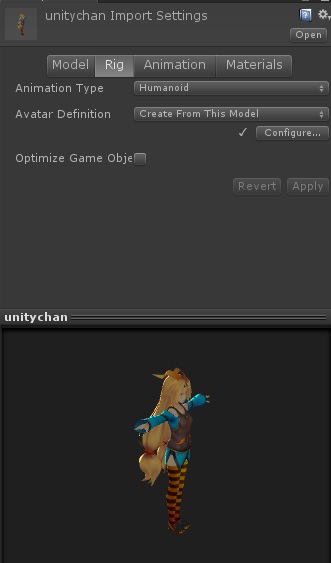 unitychan Import Settings
Open
Model Rig Animation Materials
Animation Type Humanoid
Avatar Definition Create From This Model
✓ Configure...
Optimize Game Obje
Revert Apply
unitychan